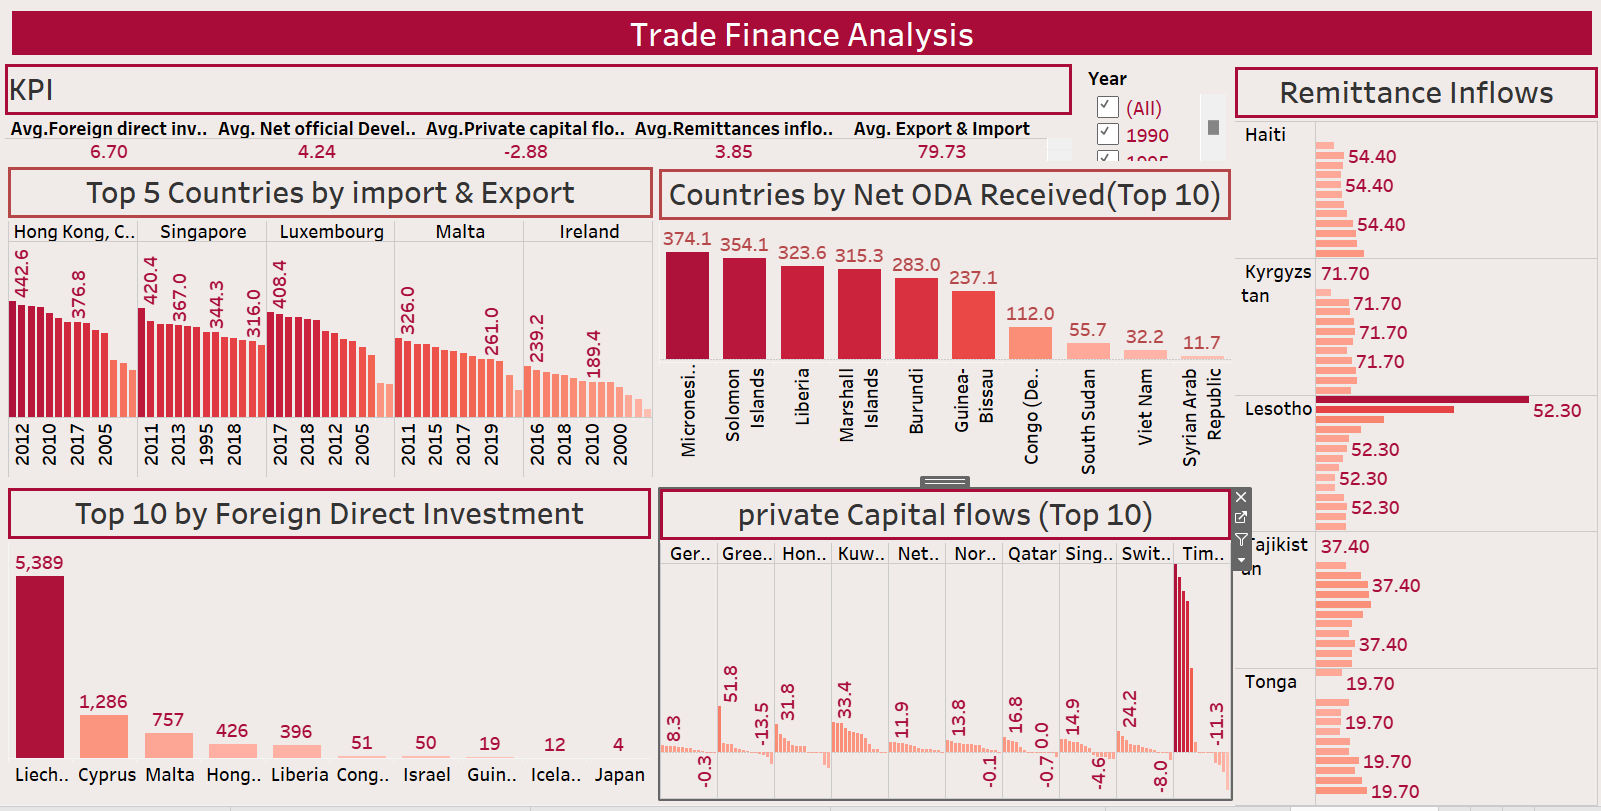 Trade Finance Analysis
KPI
Avg.Foreign direct inv.. Avg. Net official Devel.. Avg.Private capital flo.. Avg.Remittances inflo.. Avg. Export & Import
6.70 4.24 -2.88 3.85 79.73
Year
(All)
1990
1995
Top 5 Countries by import & Export
Hong Kong, C.. Singapore Luxembourg Malta Ireland
442.6 376.8 420.4 367.0 344.3 316.0 408.4 326.0 261.0 239.2 189.4
2012 2010 2017 2005 2011 2013 1995 2018 2017 2018 2012 2005 2011 2015 2017 2019 2016 2018 2010 2000
Countries by Net ODA Received(Top 10)
374.1 354.1 323.6 315.3 283.0 237.1 112.0 55.7 32.2 11.7
Micronesi.. Solomon Islands Liberia Marshall Islands Burundi Guinea-Bissau Congo (De.. South Sudan Viet Nam Syrian Arab Republic
Top 10 by Foreign Direct Investment
5,389 1,286 757 426 396 51 50 19 12 4
Liech.. Cyprus Malta Hong.. Liberia Cong.. Israel Guin.. Icela.. Japan
private Capital flows (Top 10)
Ger.. Gree.. Hon.. Kuw.. Net.. Nor.. Qatar Sing.. Swit.. Tim..
8.3 -0.3 51.8 -13.5 31.8 33.4 11.9 13.8 -0.1 16.8 -0.7 0.0 14.9 -4.6 24.2 -8.0 -11.3
Remittance Inflows
Haiti
54.40
54.40
54.40
Kyrgyzs
tan
71.70
71.70
71.70
71.70
Lesotho
52.30
52.30
52.30
52.30
Tajikist
an
37.40
37.40
37.40
Tonga
19.70
19.70
19.70
19.70